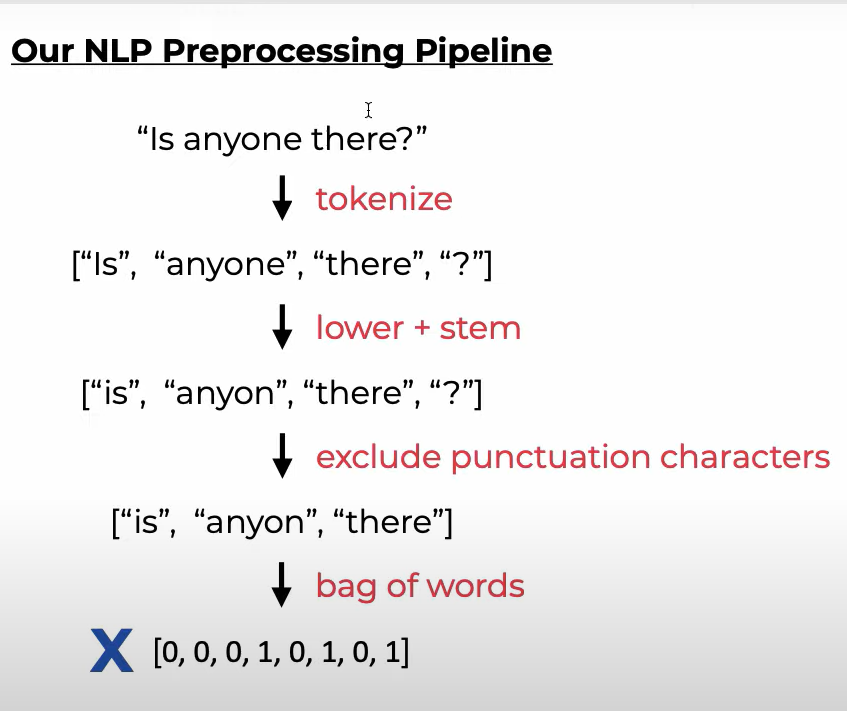 Our NLP Preprocessing Pipeline
“Is anyone there?”
tokenize
[“Is”, “anyone”, “there”, “?”]
lower + stem
[“is”, “anyon”, “there”, “?”]
exclude punctuation characters
[“is”, “anyon”, “there”]
bag of words
X [0, 0, 0, 1, 0, 1, 0, 1]